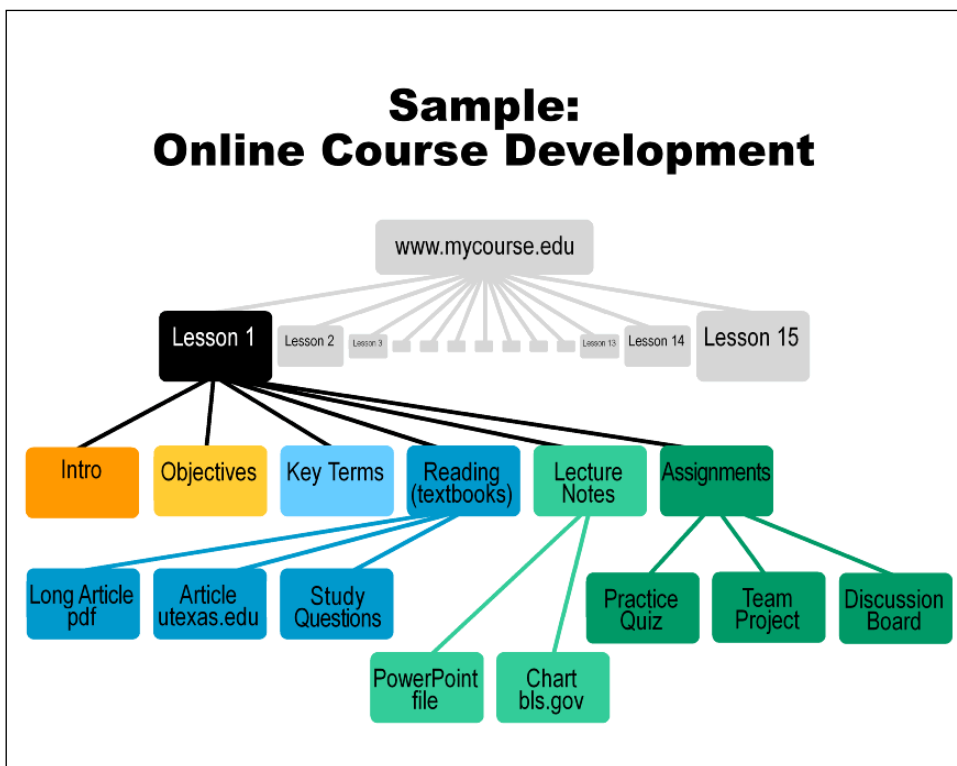 Sample:
Online Course Development
www.mycourse.edu
Lesson 1
Lesson 2
Lesson 3
Lesson 13
Lesson 14
Lesson 15
Intro
Objectives
Key Terms
Reading
(textbooks)
Lecture
Notes
Assignments
Long Article
pdf
Article
utexas.edu
Study
Questions
Practice
Quiz
Team
Project
Discussion
Board
PowerPoint
file
Chart
bls.gov